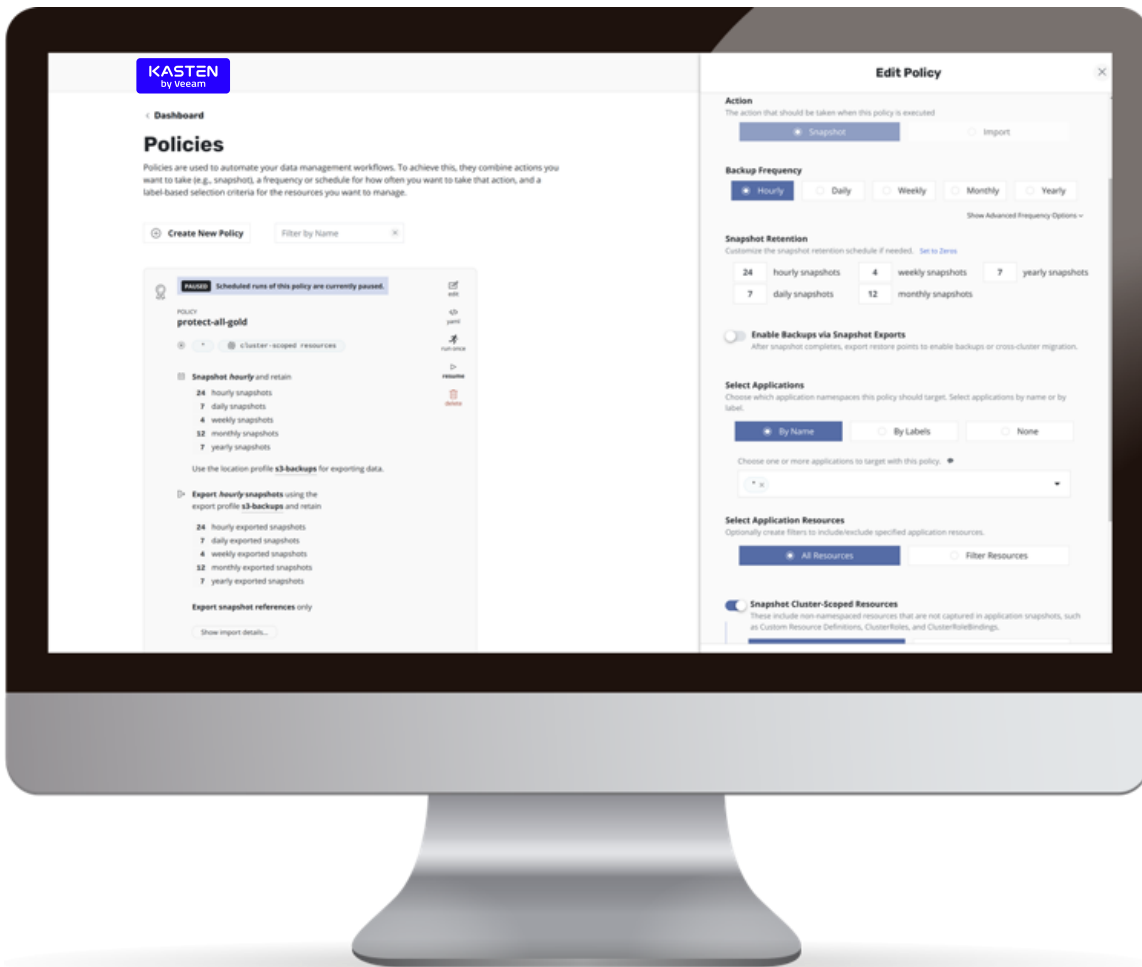 KASTEN
by Veeam
‹ Dashboard
Policies
Policies are used to automate your data management workflows. To achieve this, they combine actions you
want to take (e.g., snapshot), a frequency or schedule for how often you want to take that action, and a
label-based selection criteria for the resources you want to manage.
Create New Policy
Filter by Name
PAUSED Scheduled runs of this policy are currently paused.
POLICY
protect-all-gold
* cluster-scoped resources
Snapshot hourly and retain
24 hourly snapshots
7 daily snapshots
4 weekly snapshots
12 monthly snapshots
7 yearly snapshots
Use the location profile s3-backups for exporting data.
Export hourly snapshots using the
export profile s3-backups and retain
24 hourly exported snapshots
7 daily exported snapshots
4 weekly exported snapshots
12 monthly exported snapshots
7 yearly exported snapshots
Export snapshot references only
Show import details...
edit
yaml
run once
resume
delete
Edit Policy
Action
The action that should be taken when this policy is executed
Snapshot Import
Backup Frequency
Hourly Daily Weekly Monthly Yearly
Show Advanced Frequency Options
Snapshot Retention
Customize the snapshot retention schedule if needed. Set to Zeros
24 hourly snapshots 4 weekly snapshots 7 yearly snapshots
7 daily snapshots 12 monthly snapshots
Enable Backups via Snapshot Exports
After snapshot completes, export restore points to enable backups or cross-cluster migration.
Select Applications
Choose which application namespaces this policy should target. Select applications by name or by
label.
By Name By Labels None
Choose one or more applications to target with this policy.
* ×
Select Application Resources
Optionally create filters to include/exclude specified application resources.
All Resources Filter Resources
Snapshot Cluster-Scoped Resources
These include non-namespaced resources that are not captured in application snapshots, such
as Custom Resource Definitions, ClusterRoles, and ClusterRoleBindings.